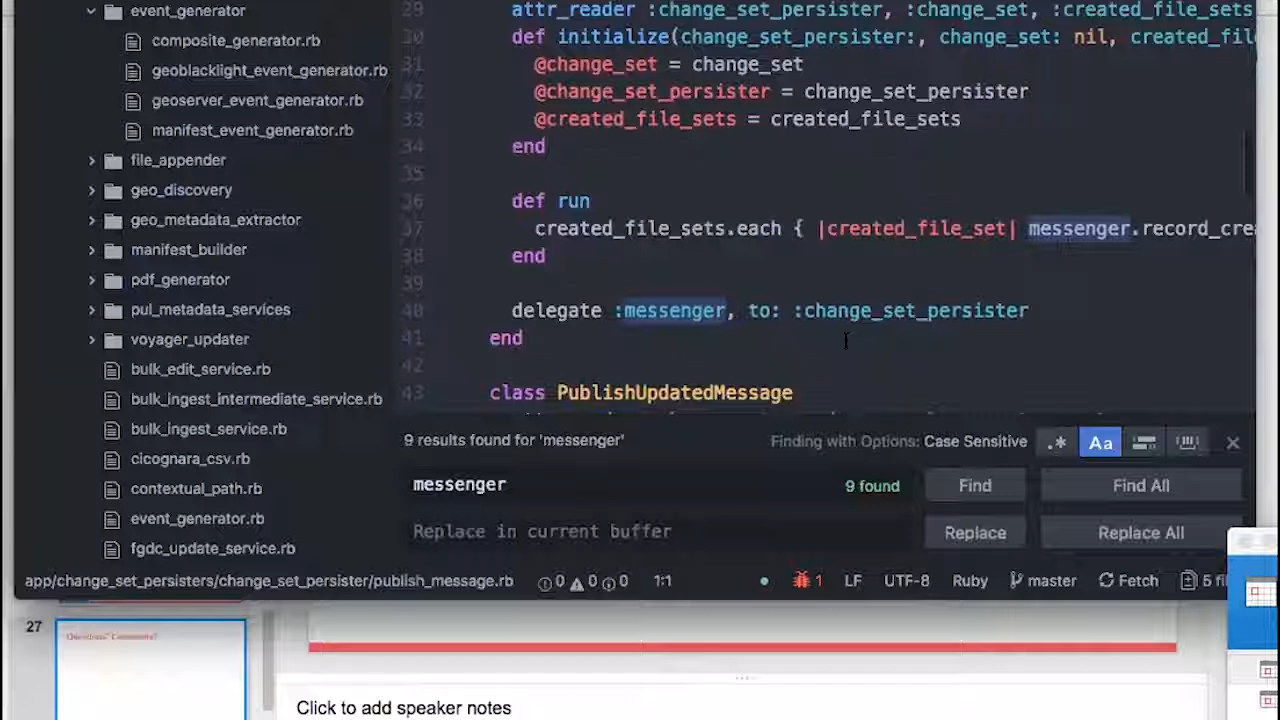 event_generator
composite_generator.rb
geoblacklight_event_generator.rb
geoserver_event_generator.rb
manifest_event_generator.rb
file_appender
geo_discovery
geo_metadata_extractor
manifest_builder
pdf_generator
pul_metadata_services
voyager_updater
bulk_edit_service.rb
bulk_ingest_intermediate_service.rb
bulk_ingest_service.rb
cicognara_csv.rb
contextual_path.rb
event_generator.rb
fgdc_update_service.rb
29 attr_reader :change_set_persister, :change_set, :created_file_sets
30 def initialize(change_set_persister:, change_set: nil, created_fil
31 @change_set = change_set
32 @change_set_persister = change_set_persister
33 @created_file_sets = created_file_sets
34 end
35
36 def run
37 created_file_sets.each { |created_file_set| messenger.record_cre
38 end
39
40 delegate :messenger, to: :change_set_persister
41 end
42
43 class PublishUpdatedMessage
9 results found for 'messenger'
Finding with Options: Case Sensitive
.* Aa
messenger 9 found Find Find All
Replace in current buffer Replace Replace All
app/change_set_persisters/change_set_persister/publish_message.rb 0 0 0 1:1 1 LF UTF-8 Ruby master Fetch 5 fil
27
Questions? Comments?
Click to add speaker notes